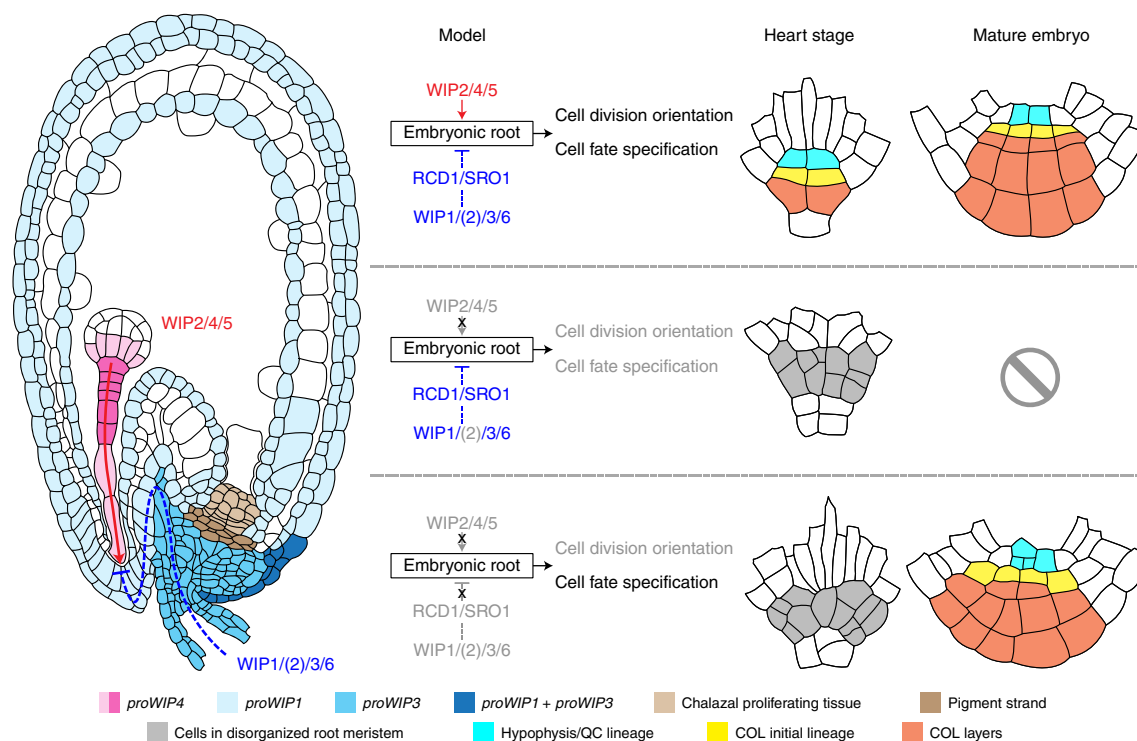 Model
Heart stage
Mature embryo
WIP2/4/5
Embryonic root
Cell division orientation
Cell fate specification
RCD1/SRO1
WIP1/(2)/3/6
WIP2/4/5
WIP2/4/5
x
Embryonic root
Cell division orientation
Cell fate specification
RCD1/SRO1
WIP1/(2)/3/6
WIP2/4/5
x
Embryonic root
Cell division orientation
Cell fate specification
x
RCD1/SRO1
WIP1/(2)/3/6
WIP1/(2)/3/6
proWIP4
proWIP1
proWIP3
proWIP1 + proWIP3
Chalazal proliferating tissue
Pigment strand
Cells in disorganized root meristem
Hypophysis/QC lineage
COL initial lineage
COL layers